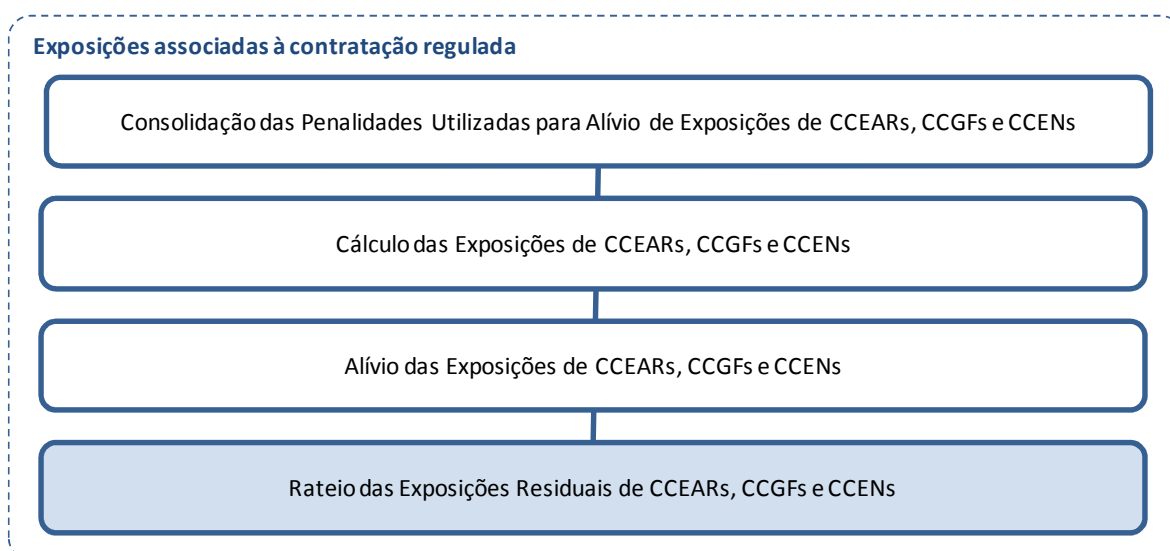 Exposições associadas à contratação regulada
Consolidação das Penalidades Utilizadas para Alívio de Exposições de CCEARs, CCGFs e CCENs
Cálculo das Exposições de CCEARs, CCGFs e CCENs
Alívio das Exposições de CCEARs, CCGFs e CCENs
Rateio das Exposições Residuais de CCEARs, CCGFs e CCENs